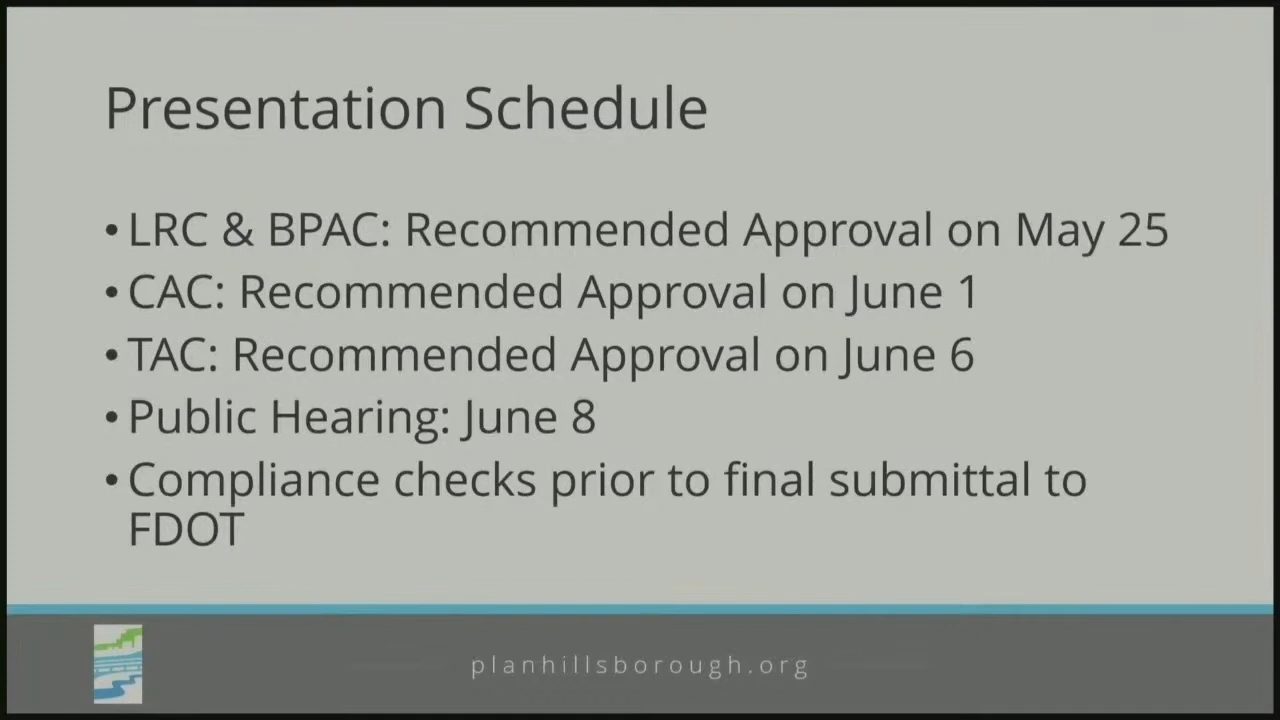 Presentation Schedule
• LRC & BPAC: Recommended Approval on May 25
• CAC: Recommended Approval on June 1
• TAC: Recommended Approval on June 6
• Public Hearing: June 8
• Compliance checks prior to final submittal to
FDOT
planhillsborough.org